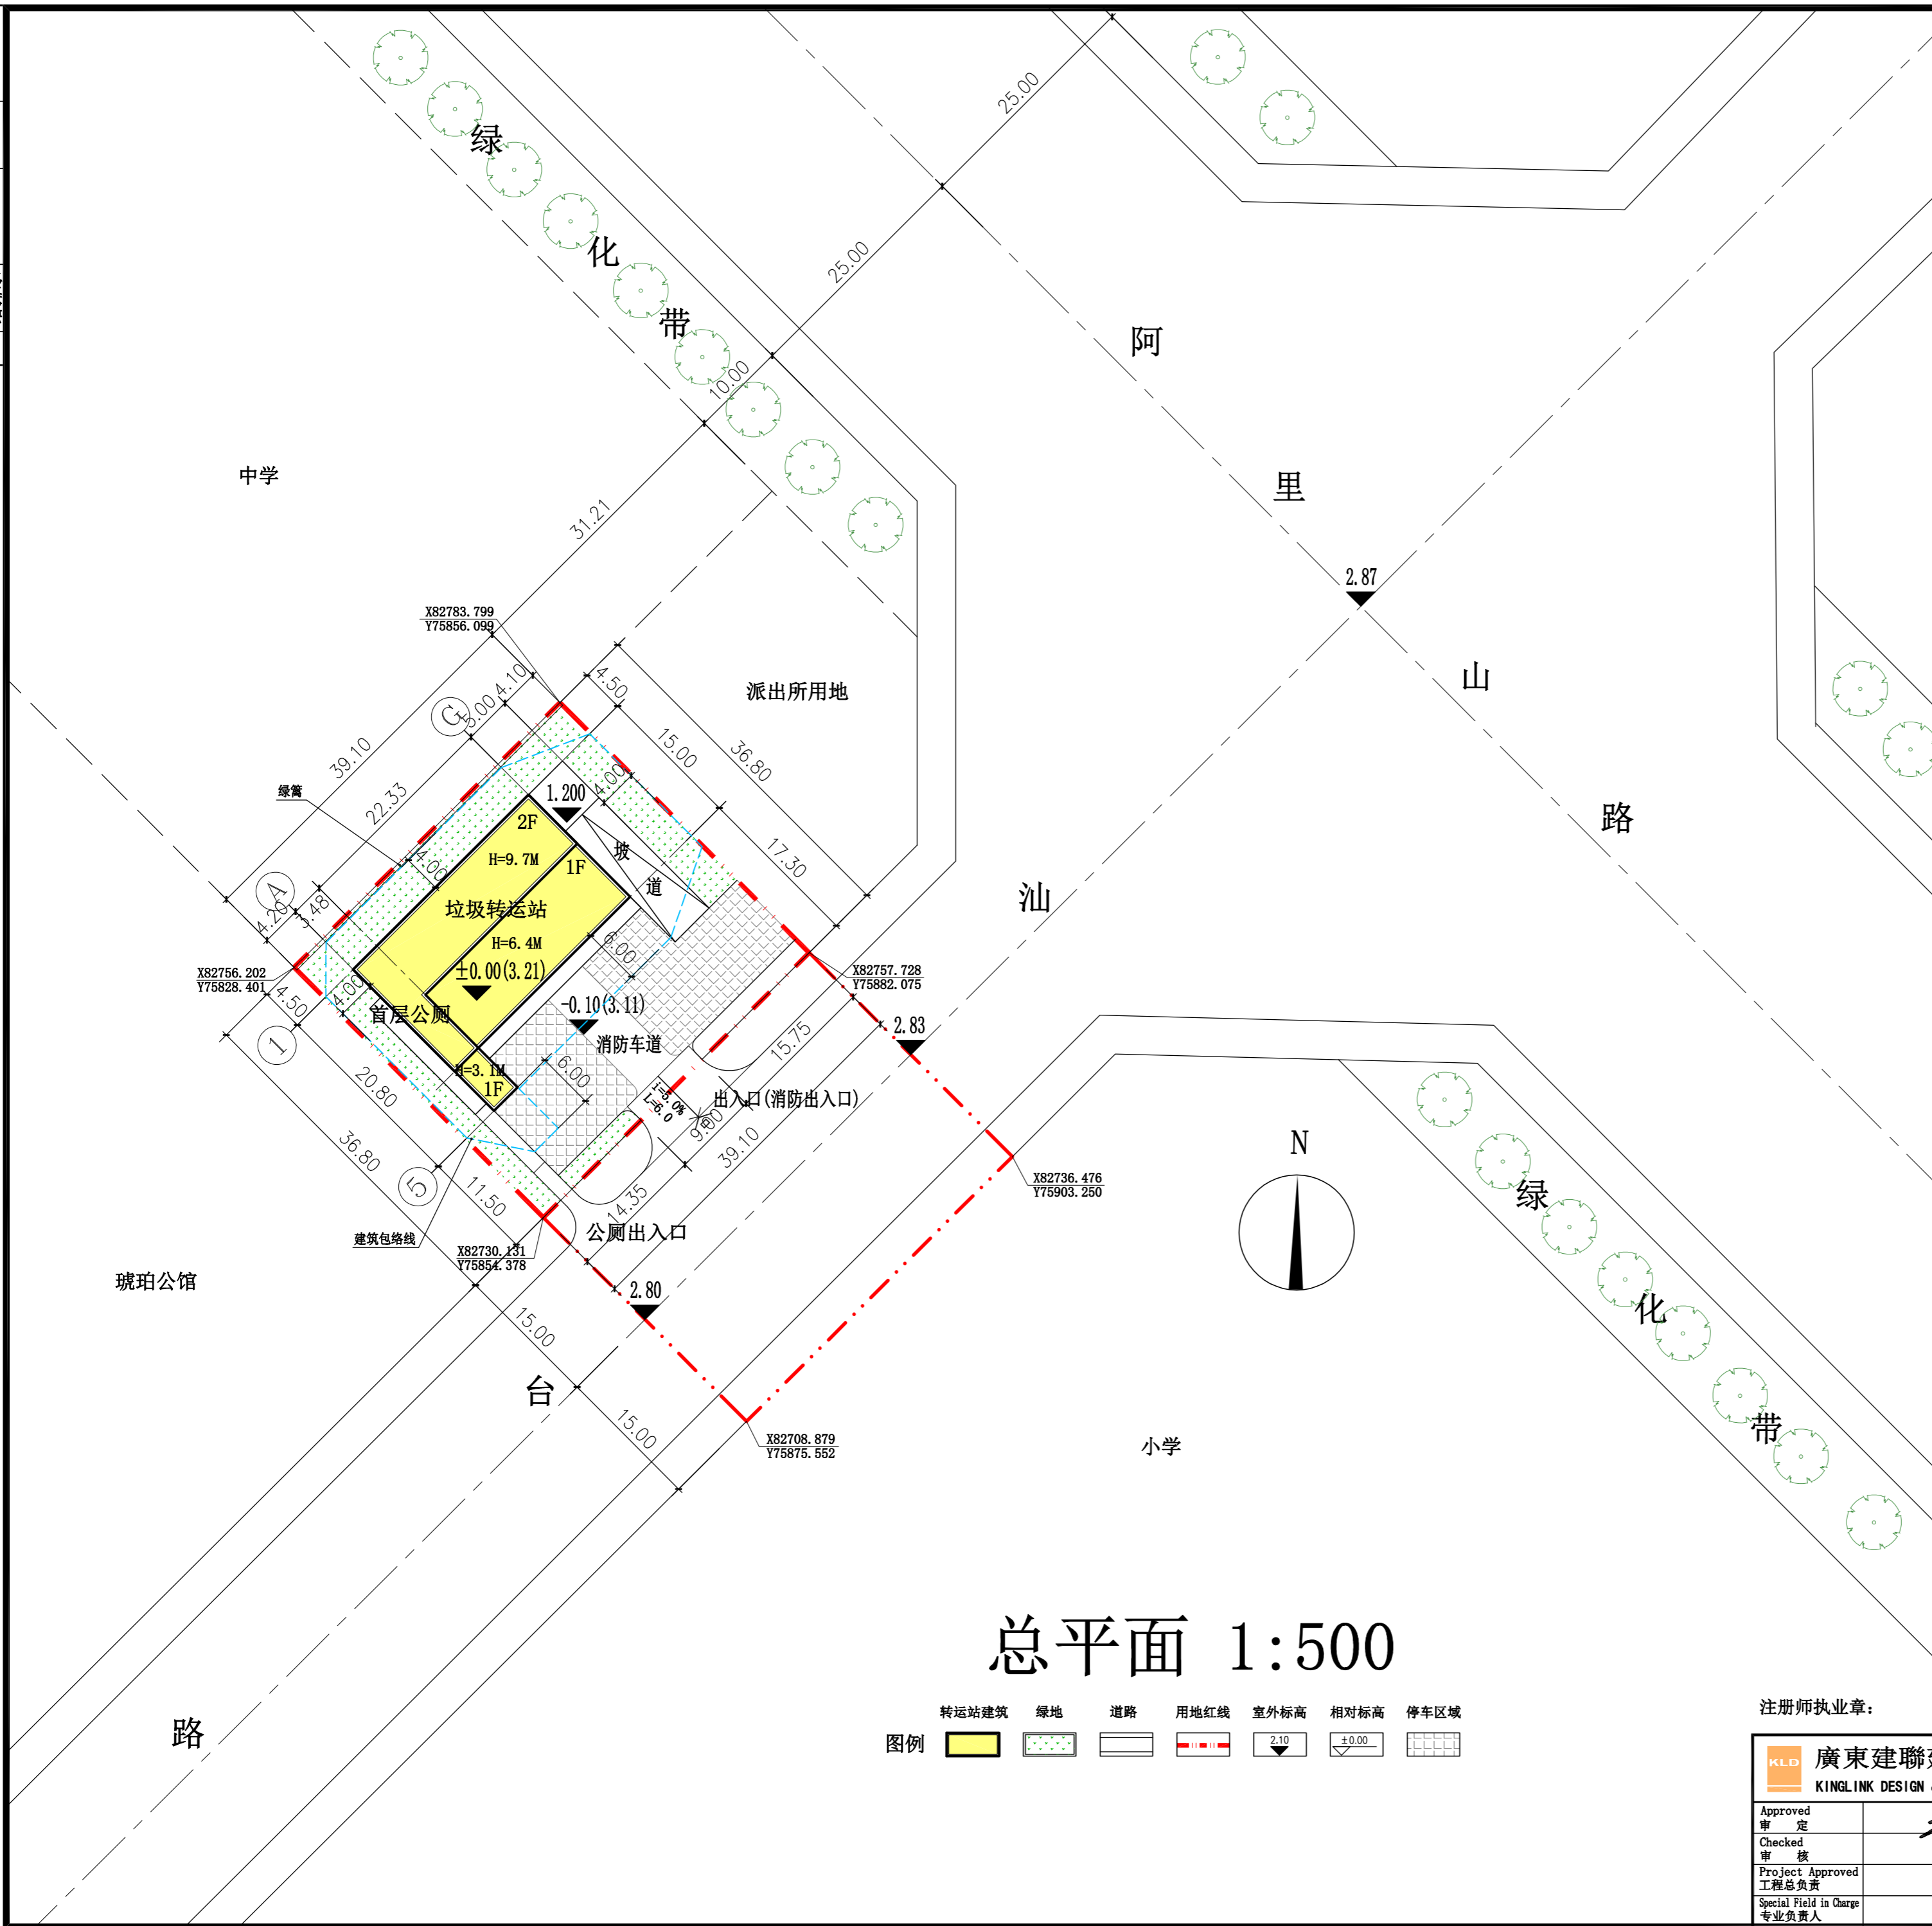 25.00
绿
化
带
25.00
10.00
阿
里
山
路
中学
31.21
2.87
X82783.799
Y75856.099
派出所用地
4.50
4.10
5.00
G
15.00
36.80
39.10
22.33
绿篱
4.00
1.200
2F
H=9.7M
坡
道
1F
17.30
4.00
垃圾转运站
A
4.20
3.48
汕
H=6.4M
±0.00(3.21)
6.00
X82756.202
Y75828.401
X82757.728
Y75882.075
4.50
4.00
首层公厕
-0.10(3.11)
消防车道
2.83
15.75
1
H=3.1M
1F
6.00
i=5.0%
L=6.0
出入口(消防出入口)
20.80
9.00
39.10
36.80
5
11.50
14.35
X82736.476
Y75903.250
N
绿
化
带
建筑包络线
X82730.131
Y75854.378
公厕出入口
琥珀公馆
2.80
15.00
台
15.00
X82708.879
Y75875.552
小学
路
总平面 1:500
图例
转运站建筑 绿地 道路 用地红线 室外标高 相对标高 停车区域
2.10
±0.00
注册师执业章:
KLD
廣東建聯
KINGLINK DESIGN
Approved
审 定
Checked
审 核
Project Approved
工程总负责
Special Field in Charge
专业负责人